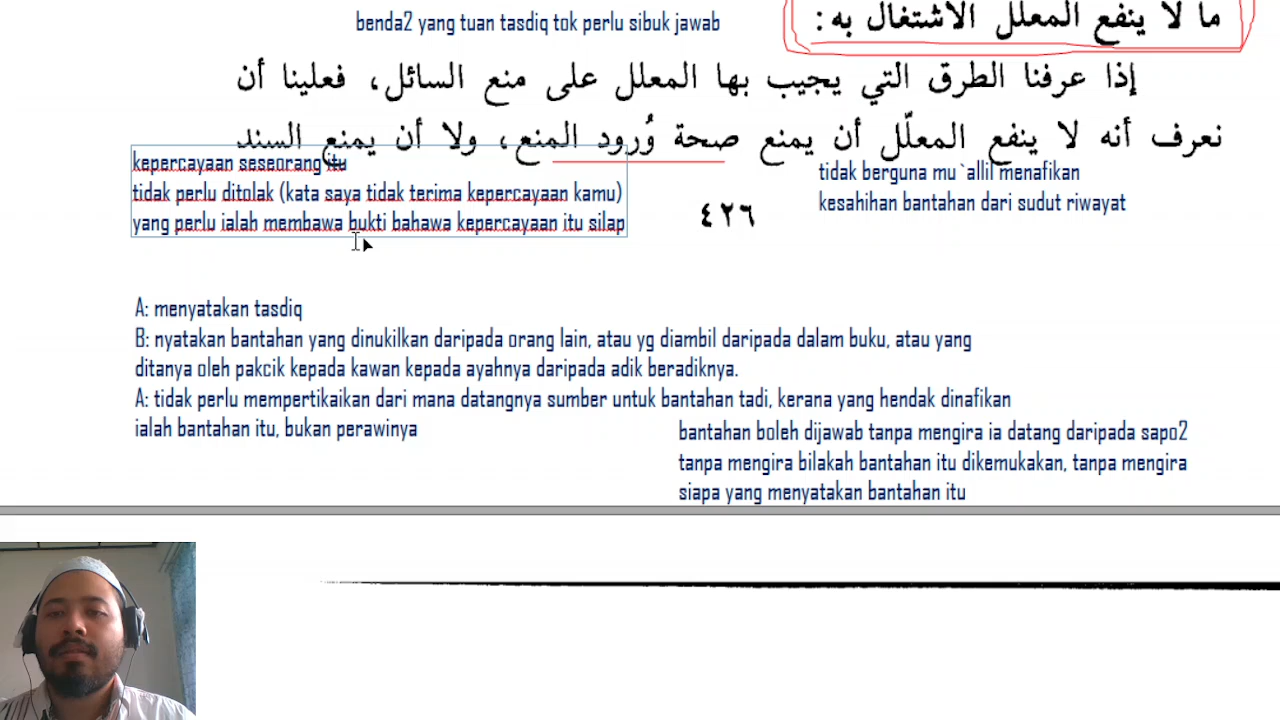 ما لا ينفع المعلل الاشتغال به :
benda2 yang tuan tasdiq tok perlu sibuk jawab
إذا عرفنا الطرق التي يجيب بها المعلل على منع السائل، فعلينا أن
نعرف أنه لا ينفع المعلّل أن يمنع صحة وُرود المنع، ولا أن يمنع السند
kepercayaan seseorang itu
tidak perlu ditolak (kata saya tidak terima kepercayaan kamu)
yang perlu ialah membawa bukti bahawa kepercayaan itu silap
tidak berguna mu`allil menafikan
kesahihan bantahan dari sudut riwayat
٤٢٦
A: menyatakan tasdiq
B: nyatakan bantahan yang dinukilkan daripada orang lain, atau yg diambil daripada dalam buku, atau yang
ditanya oleh pakcik kepada kawan kepada ayahnya daripada adik beradiknya.
A: tidak perlu mempertikaikan dari mana datangnya sumber untuk bantahan tadi, kerana yang hendak dinafikan
ialah bantahan itu, bukan perawinya
bantahan boleh dijawab tanpa mengira ia datang daripada sapo2
tanpa mengira bilakah bantahan itu dikemukakan, tanpa mengira
siapa yang menyatakan bantahan itu